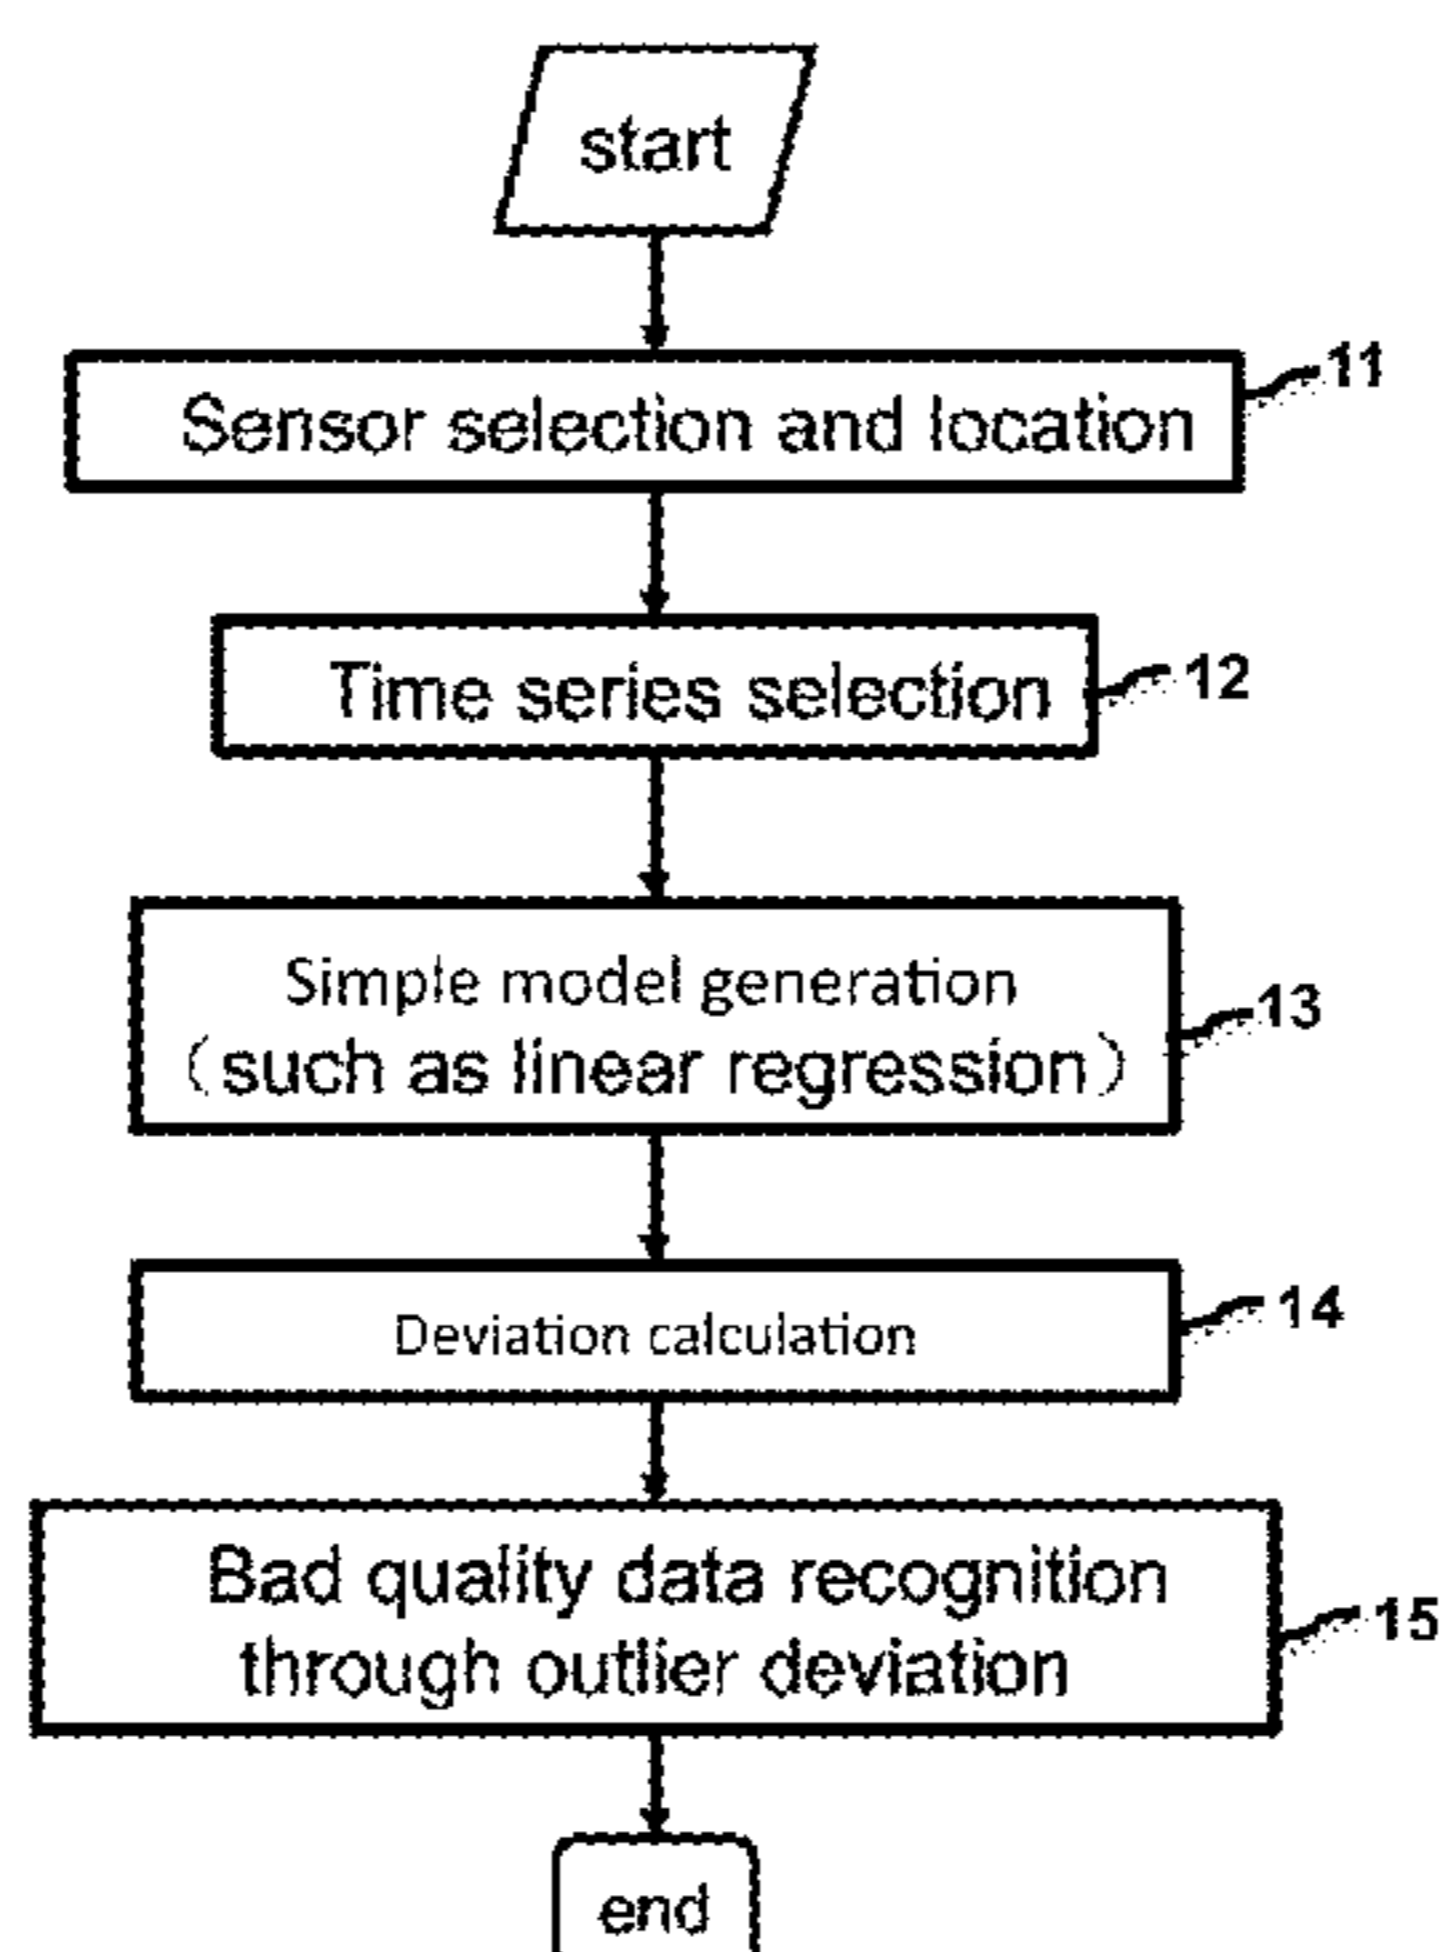 start
Sensor selection and location
11
Time series selection
12
Simple model generation
（such as linear regression）
13
Deviation calculation
14
Bad quality data recognition
through outlier deviation
15
end